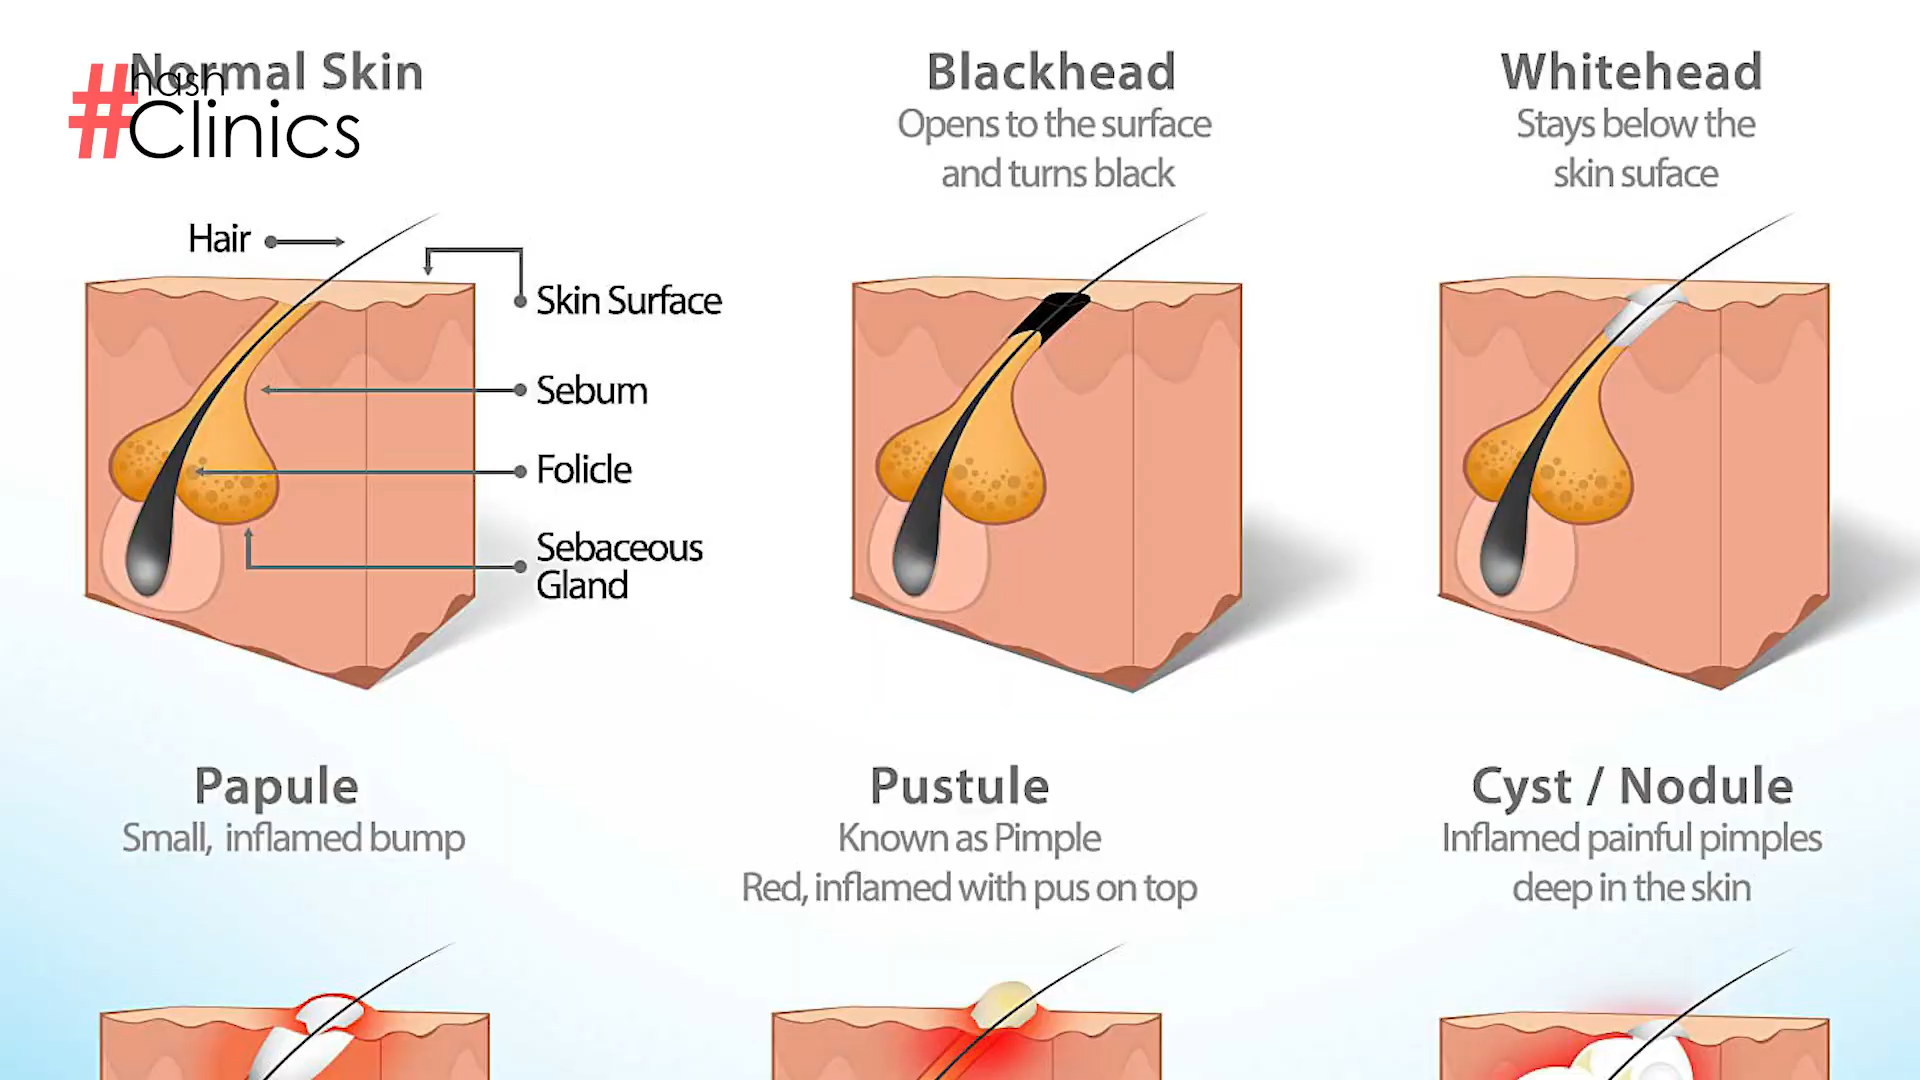 Normal Skin
#hash
Clinics
Blackhead
Opens to the surface
and turns black
Whitehead
Stays below the
skin suface
Hair
Skin Surface
Sebum
Folicle
Sebaceous
Gland
Papule
Small, inflamed bump
Pustule
Known as Pimple
Red, inflamed with pus on top
Cyst / Nodule
Inflamed painful pimples
deep in the skin